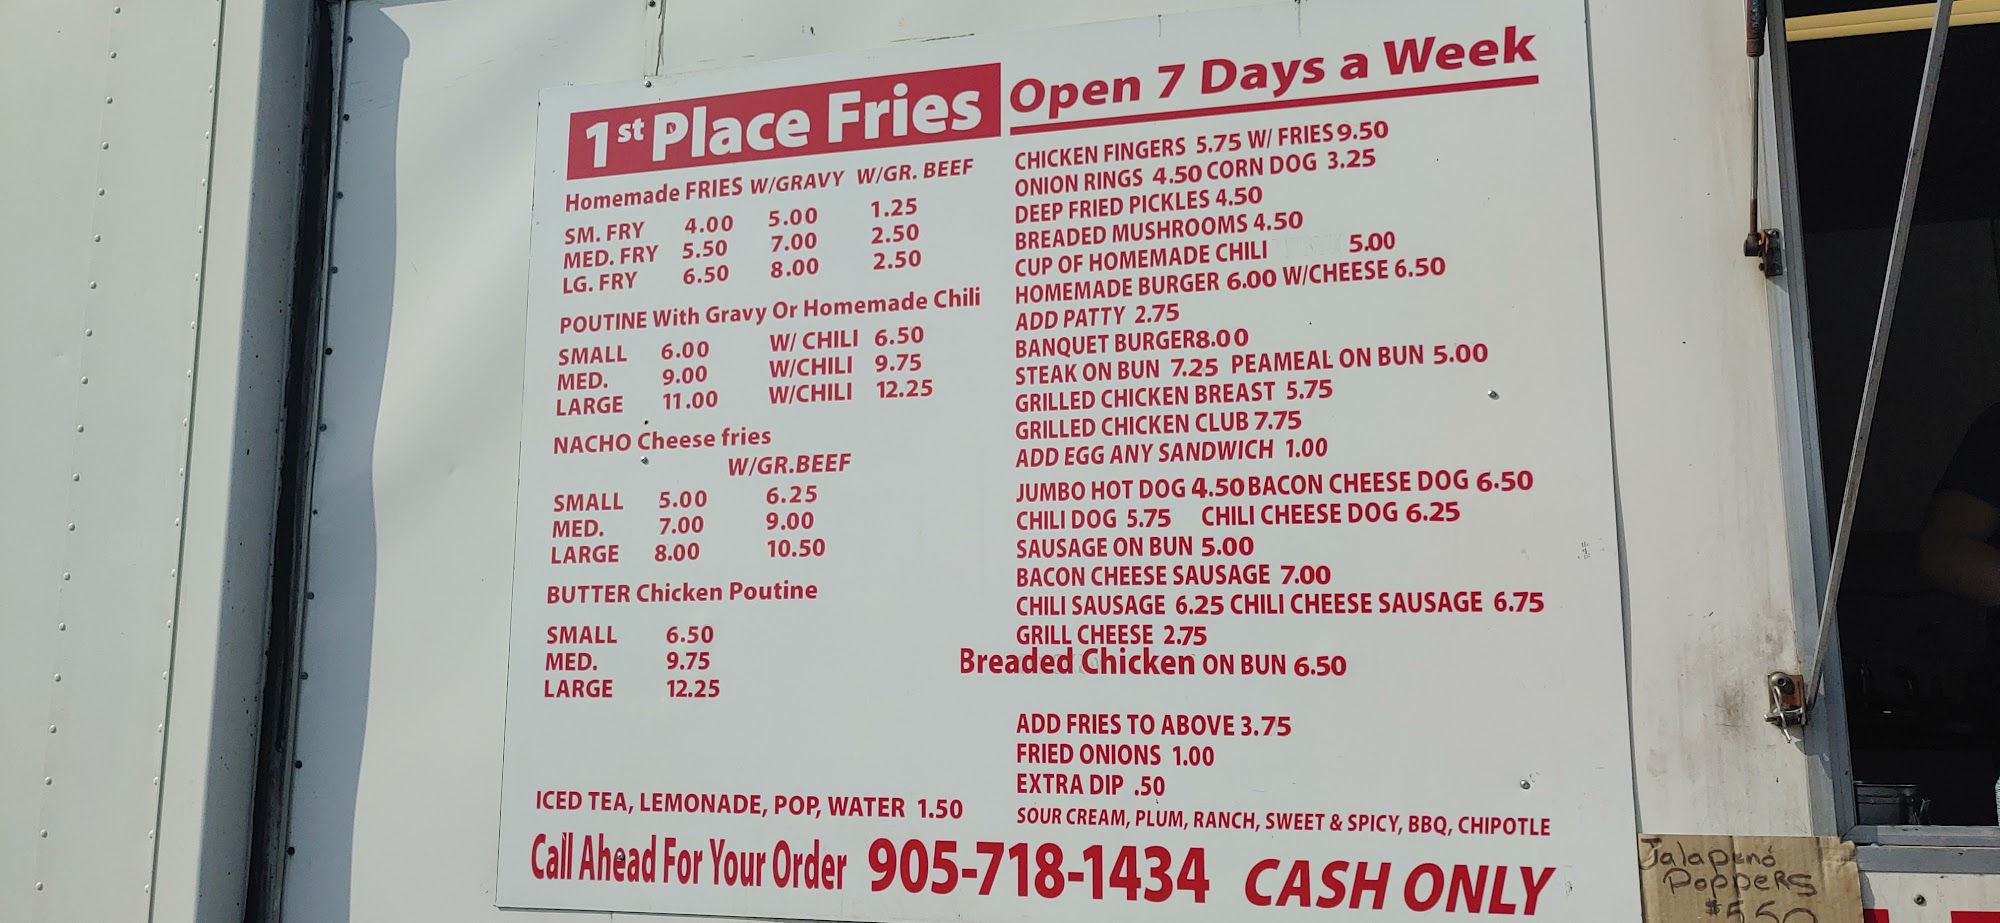 1st Place Fries
Homemade FRIES W/GRAVY W/GR. BEEF
SM. FRY 4.00 5.00 1.25
MED. FRY 5.50 7.00 2.50
LG. FRY 6.50 8.00 2.50
POUTINE With Gravy Or Homemade Chili
SMALL 6.00 W/ CHILI 6.50
MED. 9.00 W/CHILI 9.75
LARGE 11.00 W/CHILI 12.25
NACHO Cheese fries
W/GR.BEEF
SMALL 5.00 6.25
MED. 7.00 9.00
LARGE 8.00 10.50
BUTTER Chicken Poutine
SMALL 6.50
MED. 9.75
LARGE 12.25
ICED TEA, LEMONADE, POP, WATER 1.50
Open 7 Days a Week
CHICKEN FINGERS 5.75 W/ FRIES 9.50
ONION RINGS 4.50 CORN DOG 3.25
DEEP FRIED PICKLES 4.50
BREADED MUSHROOMS 4.50
CUP OF HOMEMADE CHILI 5.00
HOMEMADE BURGER 6.00 W/CHEESE 6.50
ADD PATTY 2.75
BANQUET BURGER 8.00
STEAK ON BUN 7.25 PEAMEAL ON BUN 5.00
GRILLED CHICKEN BREAST 5.75
GRILLED CHICKEN CLUB 7.75
ADD EGG ANY SANDWICH 1.00
JUMBO HOT DOG 4.50 BACON CHEESE DOG 6.50
CHILI DOG 5.75 CHILI CHEESE DOG 6.25
SAUSAGE ON BUN 5.00
BACON CHEESE SAUSAGE 7.00
CHILI SAUSAGE 6.25 CHILI CHEESE SAUSAGE 6.75
GRILL CHEESE 2.75
Breaded Chicken ON BUN 6.50
ADD FRIES TO ABOVE 3.75
FRIED ONIONS 1.00
EXTRA DIP .50
SOUR CREAM, PLUM, RANCH, SWEET & SPICY, BBQ, CHIPOTLE
Call Ahead For Your Order 905-718-1434 CASH ONLY
Jalapeno
Poppers
$5.50